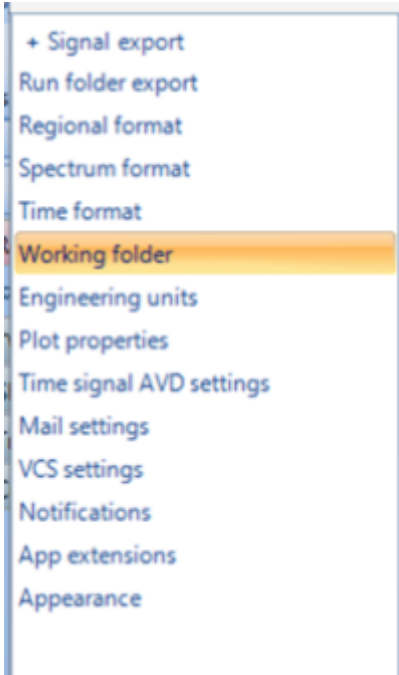 + Signal export
Run folder export
Regional format
Spectrum format
Time format
Working folder
Engineering units
Plot properties
Time signal AVD settings
Mail settings
VCS settings
Notifications
App extensions
Appearance